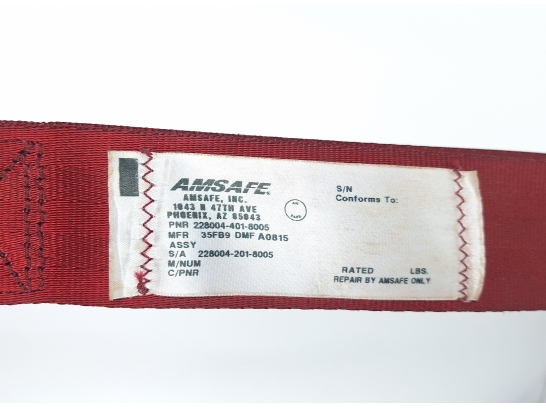 AMSAFE®
AMSAFE, INC.
1043 N 47TH AVE
PHOENIX, AZ 85043
PNR 228004-401-8005
MFR 35FB9 DMF A0815
ASSY
S/A 228004-201-8005
M/NUM
C/PNR
S/N
Conforms To:
RATED LBS.
REPAIR BY AMSAFE ONLY